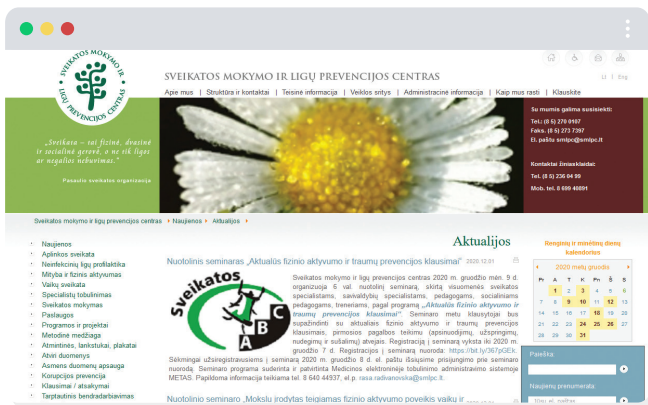 SVEIKATOS MOKYMO IR
LIGŲ PREVENCIJOS CENTRAS
SVEIKATOS MOKYMO IR LIGŲ PREVENCIJOS CENTRAS
Lt | Eng
Apie mus | Struktūra ir kontaktai | Teisinė informacija | Veiklos sritys | Administracinė informacija | Kaip mus rasti | Klauskite
„Sveikata – tai fizinė, dvasinė
ir socialinė gerovė, o ne vik ligos
ar negalios nebuvimas."
Pasaulio sveikatos organizacija
Su mumis galima susisiekti:
Tel.: (8 5) 270 0107
Faks. (8 5) 273 7397
El. paštu smlpc@smlpc.lt
Kontaktai žiniasklaidai:
Tel. (8 5) 236 04 99
Mob. tel. 8 699 46091
Sveikatos mokymo ir ligų prevencijos centras Naujienos Aktualijos
Naujienos
Aplinkos sveikata
Neinfekcinių ligų profilaktika
Mityba ir fizinis aktyvumas
Vaikų sveikata
Specialistų tobulinimas
Sveikatos mokymas
Paslaugos
Programos ir projektai
Metodinė medžiaga
Atmintinės, lankstukai, plakatai
Atviri duomenys
Asmens duomenų apsauga
Korupcijos prevencija
Klausimai / atsakymai
Tarptautinis bendradarbiavimas
Aktualijos
Nuotolinis seminaras „Aktualūs fizinio aktyvumo ir traumų prevencijos klausimai" 2020.12.01
Sveikatos
ABC
Sveikatos mokymo ir ligų prevencijos centras 2020 m. gruodžio mėn. 9 d.
organizuoja 6 val. nuotolinį seminarą, skirtą visuomenės sveikatos
specialistams, savivaldybių specialistams, pedagogams, socialiniams
pedagogams, treneriams, pagal programą „Aktualūs fizinio aktyvumo ir
traumų prevencijos klausimai". Seminaro metu klausytojai bus
supažindinti su aktualiais fizinio aktyvumo ir traumų prevencijos
klausimais, pirmosios pagalbos teikimu (apsinuodijimų, užspringimų,
nudegimų ir sušalimų) atvejais. Registraciją į seminarą vyksta iki 2020 m.
gruodžio 7 d. Registracijos į seminarą nuoroda: https://bit.ly/367pGEk.
Sėkmingai užsiregistravusiems į seminarą 2020 m. gruodžio 8 d. el. paštu išsiųsime prisijungimo prie seminaro
nuorodą. Seminaro programa suderinta ir patvirtinta Medicinos elektroninėje tobulinimo administravimo sistemoje
METAS. Papildoma informacija teikiama tel. 8 640 44937, el.p. rasa.radivanovska@smlpc.lt.
Nuotolinio seminaro „Mokslu įrodytas teigiamas fizinio aktyvumo poveikis vaikų ir
Renginių ir minėtinų dienų
kalendorius
2020 metų gruodis
Pr A T K Pn Š S
1 2 3 4 5 6
7 8 9 10 11 12 13
14 15 16 17 18 19 20
21 22 23 24 25 26 27
28 29 30 31
Paieška:
Naujienų prenumerata:
Jūsų el. paštas